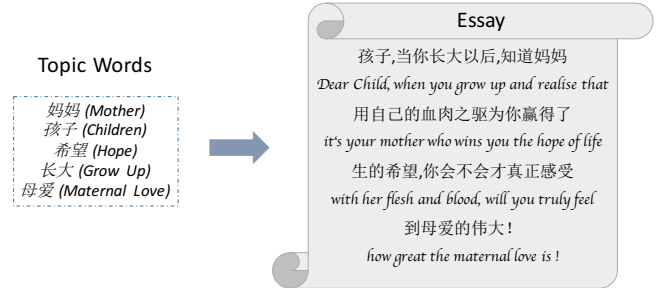 Topic Words
妈妈 (Mother)
孩子 (Children)
希望 (Hope)
长大 (Grow Up)
母爱 (Maternal Love)
Essay
孩子,当你长大以后,知道妈妈
Dear Child, when you grow up and realise that
用自己的血肉之驱为你赢得了
it's your mother who wins you the hope of life
生的希望,你会不会才真正感受
with her flesh and blood, will you truly feel
到母爱的伟大！
how great the maternal love is !